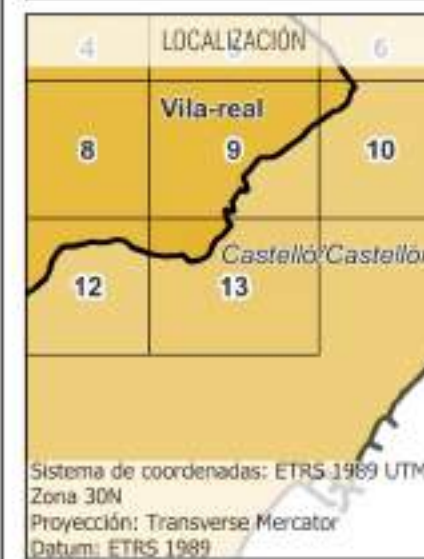 4 LOCALIZACIÓN 6
Vila-real
8 9 10
Castelló/Castellón
12 13
Sistema de coordenadas: ETRS 1989 UTM
Zona 30N
Proyección: Transverse Mercator
Datum: ETRS 1989